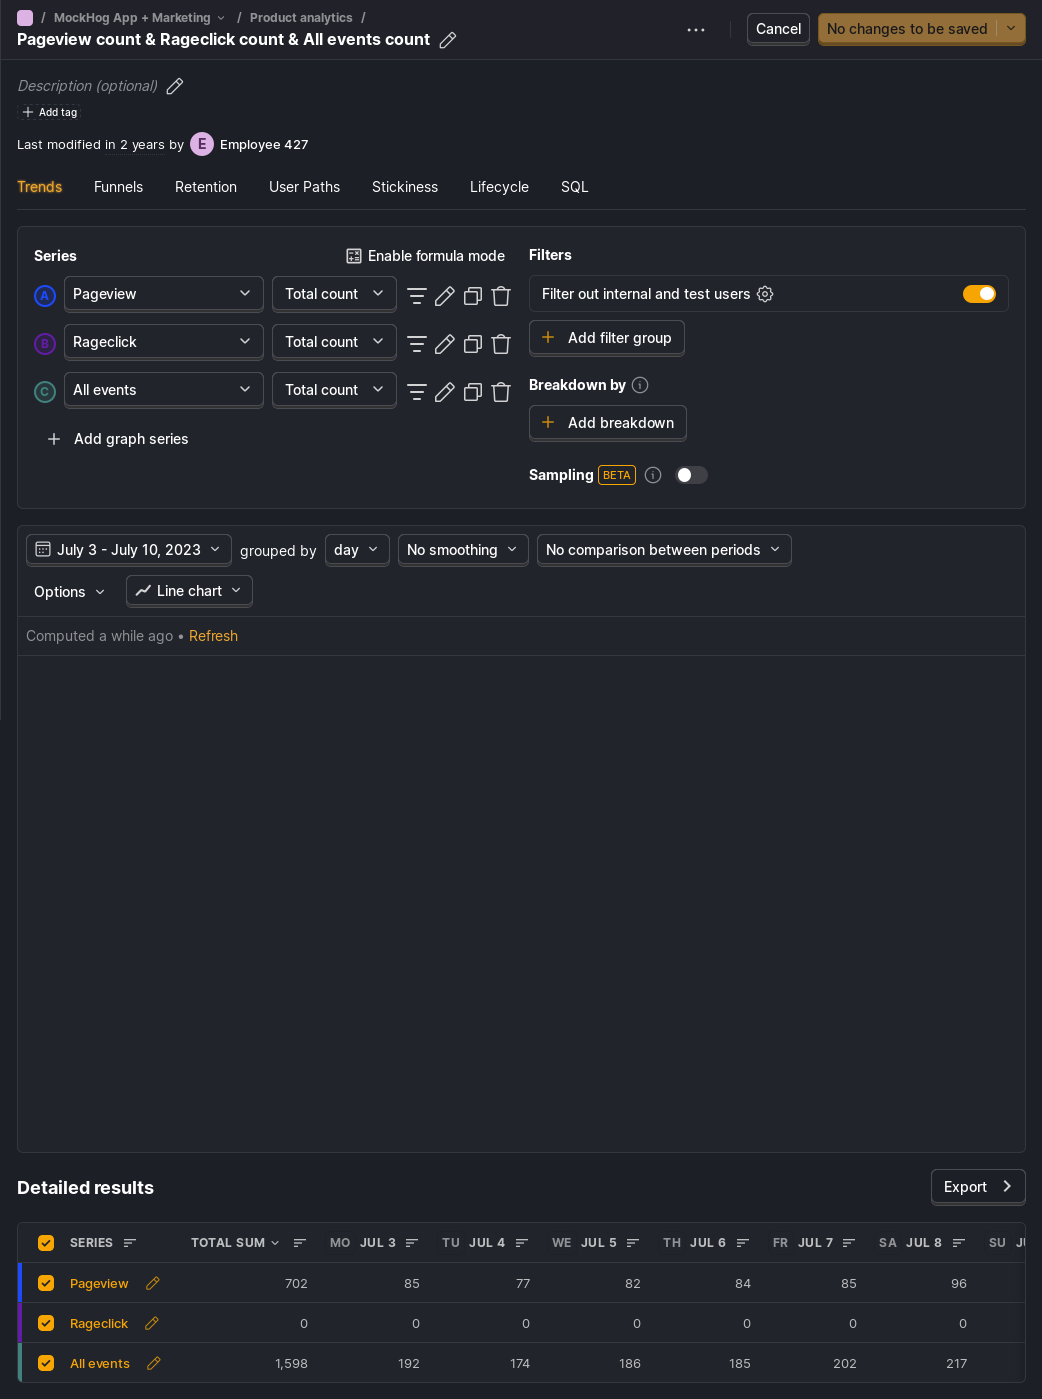 / MockHog App + Marketing / Product analytics /
Pageview count & Rageclick count & All events count
Cancel
No changes to be saved
Description (optional)
Add tag
Last modified in 2 years by E Employee 427
Trends Funnels Retention User Paths Stickiness Lifecycle SQL
Series
Enable formula mode
A Pageview Total count
B Rageclick Total count
C All events Total count
Add graph series
Filters
Filter out internal and test users
Add filter group
Breakdown by
Add breakdown
Sampling BETA
July 3 - July 10, 2023 grouped by day No smoothing No comparison between periods
Options Line chart
Computed a while ago • Refresh
Detailed results
Export
SERIES TOTAL SUM MO JUL 3 TU JUL 4 WE JUL 5 TH JUL 6 FR JUL 7 SA JUL 8 SU
Pageview 702 85 77 82 84 85 96
Rageclick 0 0 0 0 0 0 0
All events 1,598 192 174 186 185 202 217